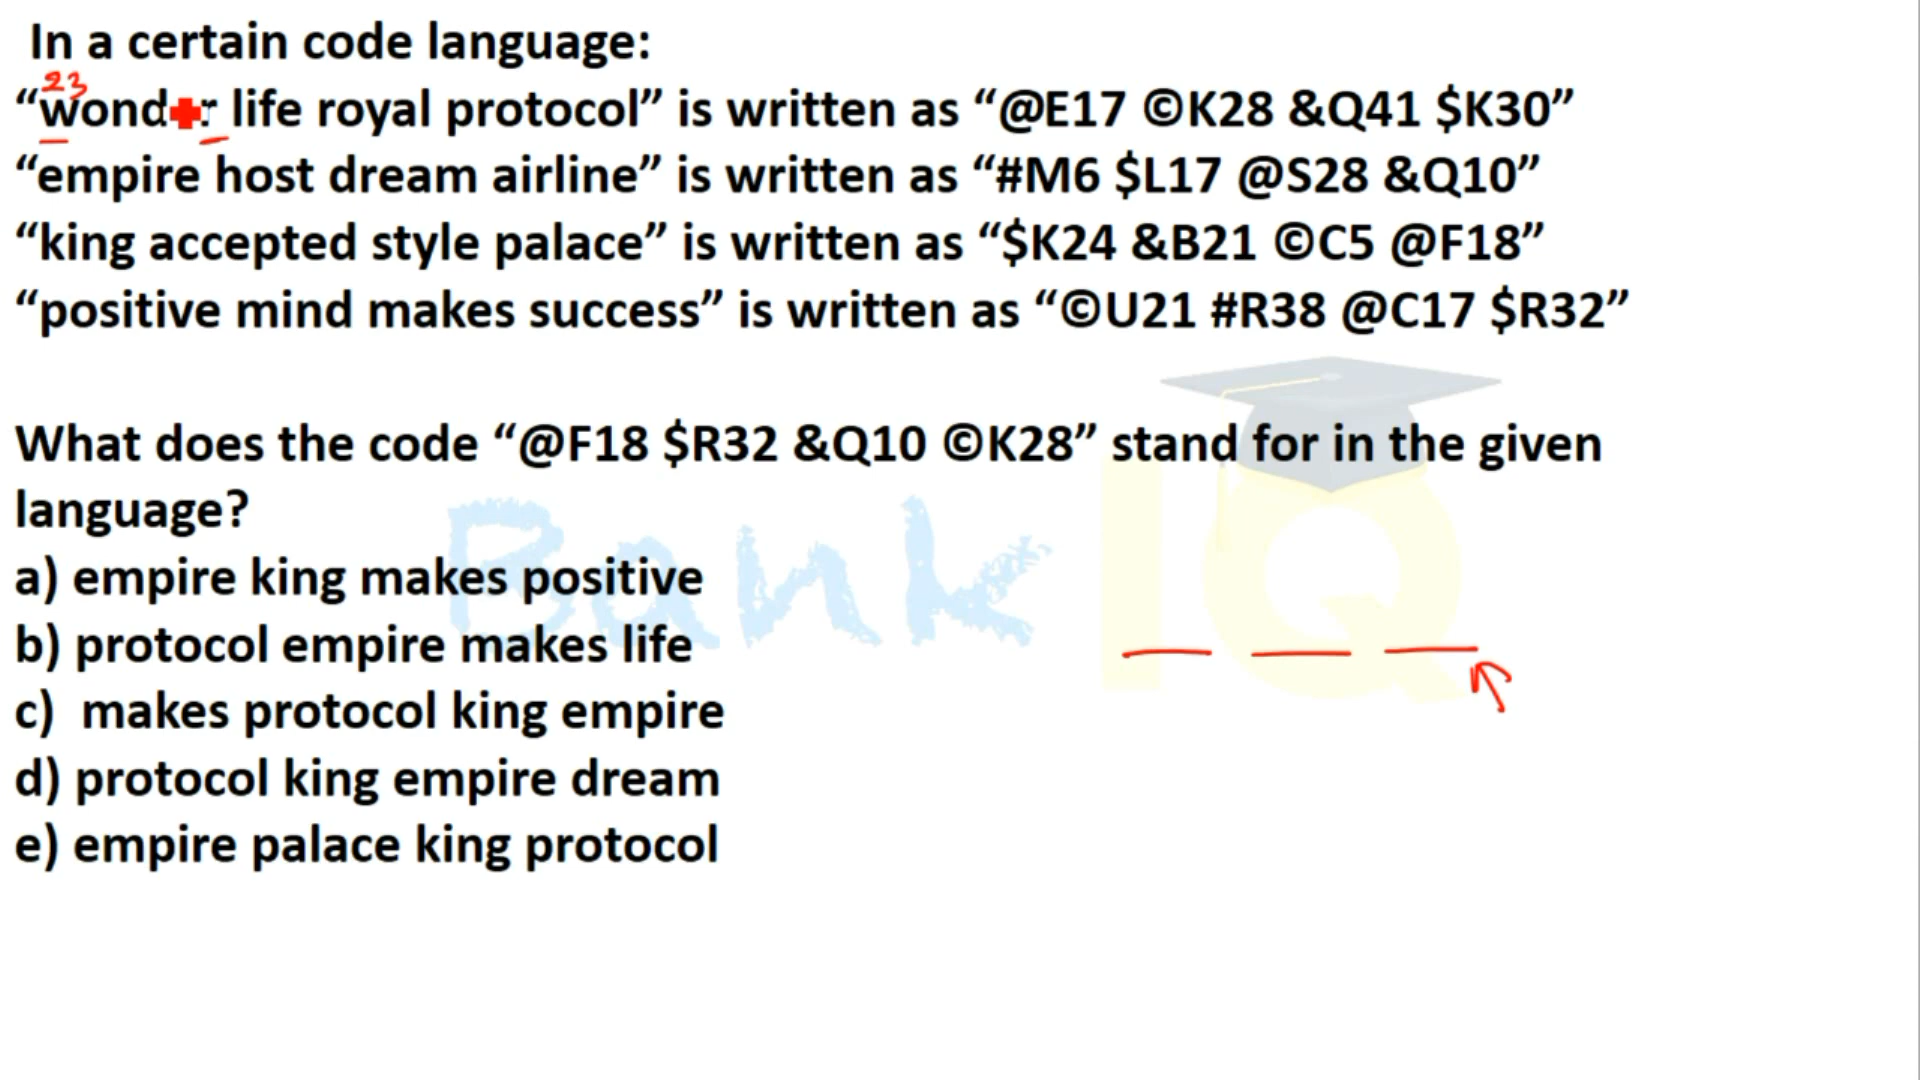 In a certain code language:
23
“wonder life royal protocol” is written as “@E17 ©K28 &Q41 $K30”
“empire host dream airline” is written as “#M6 $L17 @S28 &Q10”
“king accepted style palace” is written as “$K24 &B21 ©C5 @F18”
“positive mind makes success” is written as “©U21 #R38 @C17 $R32”
What does the code “@F18 $R32 &Q10 ©K28” stand for in the given
language?
a) empire king makes positive
b) protocol empire makes life
c) makes protocol king empire
d) protocol king empire dream
e) empire palace king protocol
Bank IQ